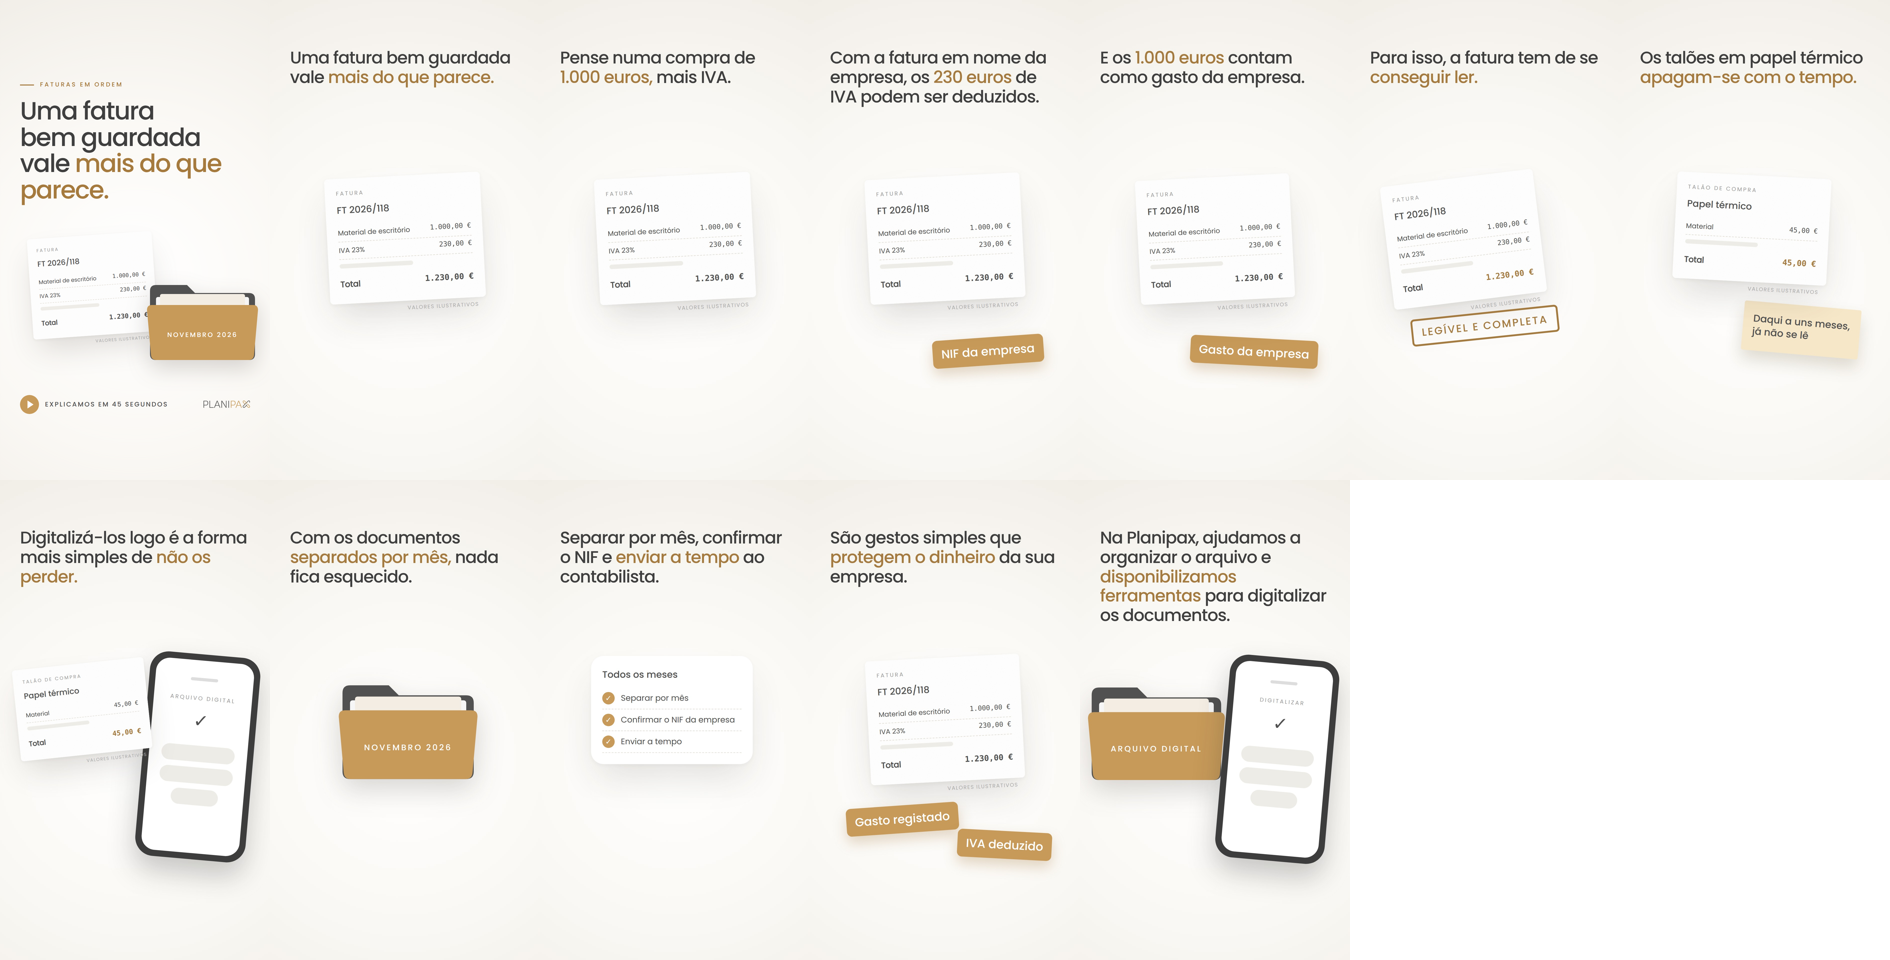 FATURAS EM ORDEM
Uma fatura
bem guardada
vale mais do que
parece.
FATURA
FT 2026/118
Material de escritório 1.000,00 €
IVA 23% 230,00 €
Total 1.230,00 €
VALORES ILUSTRATIVOS
NOVEMBRO 2026
EXPLICAMOS EM 45 SEGUNDOS
PLANIPAX
Uma fatura bem guardada
vale mais do que parece.
FATURA
FT 2026/118
Material de escritório 1.000,00 €
IVA 23% 230,00 €
Total 1.230,00 €
VALORES ILUSTRATIVOS
Pense numa compra de
1.000 euros, mais IVA.
FATURA
FT 2026/118
Material de escritório 1.000,00 €
IVA 23% 230,00 €
Total 1.230,00 €
VALORES ILUSTRATIVOS
Com a fatura em nome da
empresa, os 230 euros de
IVA podem ser deduzidos.
FATURA
FT 2026/118
Material de escritório 1.000,00 €
IVA 23% 230,00 €
Total 1.230,00 €
VALORES ILUSTRATIVOS
NIF da empresa
E os 1.000 euros contam
como gasto da empresa.
FATURA
FT 2026/118
Material de escritório 1.000,00 €
IVA 23% 230,00 €
Total 1.230,00 €
VALORES ILUSTRATIVOS
Gasto da empresa
Para isso, a fatura tem de se
conseguir ler.
FATURA
FT 2026/118
Material de escritório 1.000,00 €
IVA 23% 230,00 €
Total 1.230,00 €
VALORES ILUSTRATIVOS
LEGÍVEL E COMPLETA
Os talões em papel térmico
apagam-se com o tempo.
TALÃO DE COMPRA
Papel térmico
Material 45,00 €
Total 45,00 €
VALORES ILUSTRATIVOS
Daqui a uns meses,
já não se lê
Digitalizá-los logo é a forma
mais simples de não os
perder.
TALÃO DE COMPRA
Papel térmico
Material 45,00 €
Total 45,00 €
VALORES ILUSTRATIVOS
ARQUIVO DIGITAL
Com os documentos
separados por mês, nada
fica esquecido.
NOVEMBRO 2026
Separar por mês, confirmar
o NIF e enviar a tempo ao
contabilista.
Todos os meses
Separar por mês
Confirmar o NIF da empresa
Enviar a tempo
São gestos simples que
protegem o dinheiro da sua
empresa.
FATURA
FT 2026/118
Material de escritório 1.000,00 €
IVA 23% 230,00 €
Total 1.230,00 €
VALORES ILUSTRATIVOS
Gasto registado
IVA deduzido
Na Planipax, ajudamos a
organizar o arquivo e
disponibilizamos
ferramentas para digitalizar
os documentos.
ARQUIVO DIGITAL
DIGITALIZAR